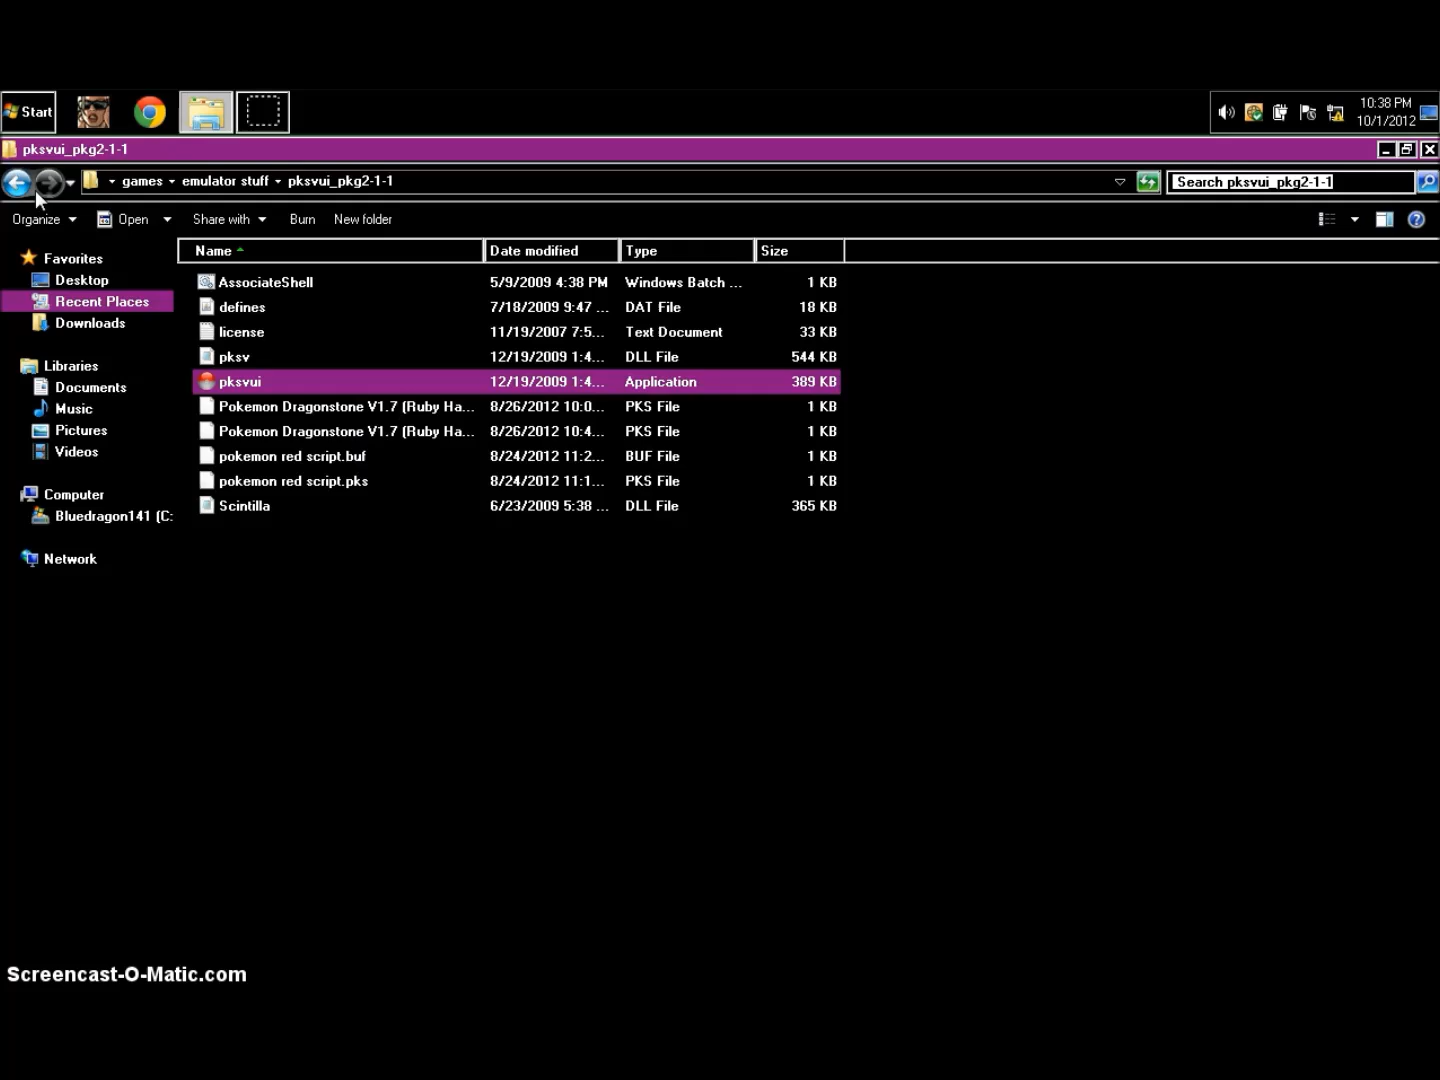 Start
10:38 PM
10/1/2012
pksvui_pkg2-1-1
games emulator stuff pksvui_pkg2-1-1
Search pksvui_pkg2-1-1
Organize Open Share with Burn New folder
Name Date modified Type Size
Favorites
Desktop
Recent Places
Downloads
Libraries
Documents
Music
Pictures
Videos
Computer
Bluedragon141 (C:
Network
AssociateShell 5/9/2009 4:38 PM Windows Batch ... 1 KB
defines 7/18/2009 9:47 ... DAT File 18 KB
license 11/19/2007 7:5... Text Document 33 KB
pksv 12/19/2009 1:4... DLL File 544 KB
pksvui 12/19/2009 1:4... Application 389 KB
Pokemon Dragonstone V1.7 (Ruby Ha... 8/26/2012 10:0... PKS File 1 KB
Pokemon Dragonstone V1.7 (Ruby Ha... 8/26/2012 10:4... PKS File 1 KB
pokemon red script.buf 8/24/2012 11:2... BUF File 1 KB
pokemon red script.pks 8/24/2012 11:1... PKS File 1 KB
Scintilla 6/23/2009 5:38 ... DLL File 365 KB
Screencast-O-Matic.com